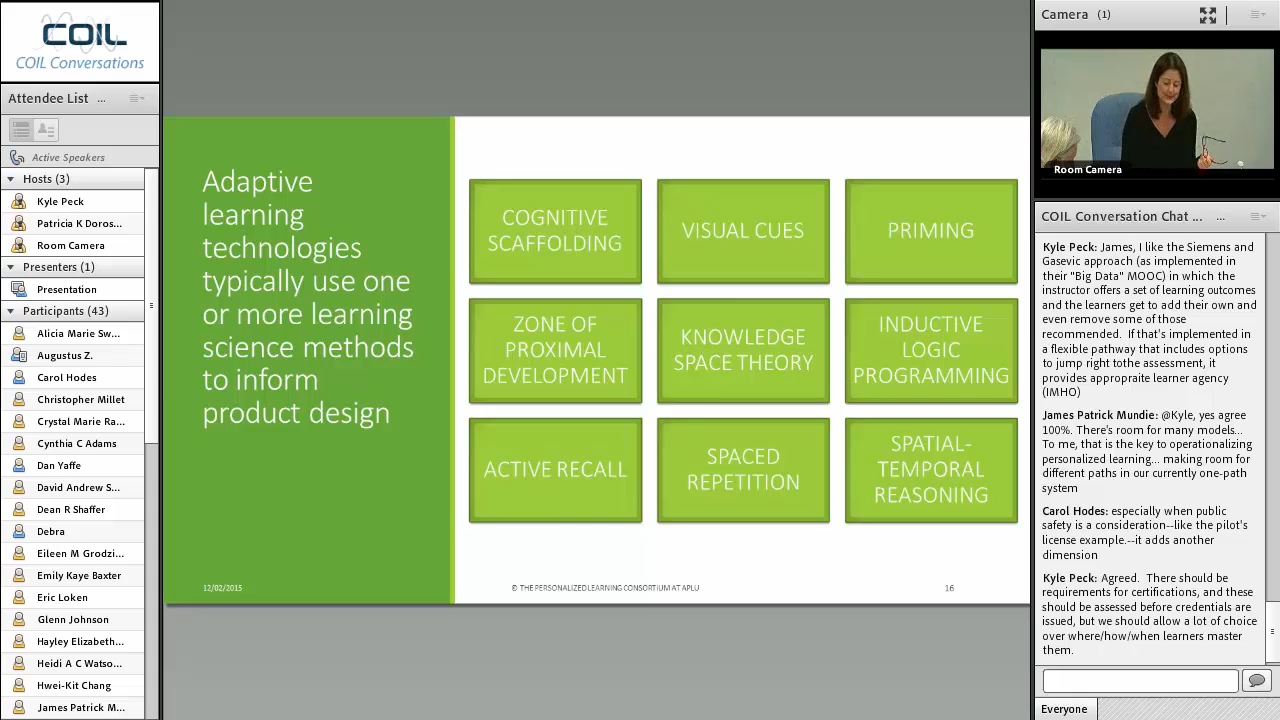 COIL
COIL Conversations
Attendee List ...
Active Speakers
Hosts (3)
Kyle Peck
Patricia K Doros...
Room Camera
Presenters (1)
Presentation
Participants (43)
Alicia Marie Sw...
Augustus Z.
Carol Hodes
Christopher Millet
Crystal Marie Ra...
Cynthia C Adams
Dan Yaffe
David Andrew S...
Dean R Shaffer
Debra
Eileen M Grodzi...
Emily Kaye Baxter
Eric Loken
Glenn Johnson
Hayley Elizabeth...
Heidi A C Watso...
Hwei-Kit Chang
James Patrick M...
Adaptive
learning
technologies
typically use one
or more learning
science methods
to inform
product design
12/02/2015
COGNITIVE
SCAFFOLDING
VISUAL CUES
PRIMING
ZONE OF
PROXIMAL
DEVELOPMENT
KNOWLEDGE
SPACE THEORY
INDUCTIVE
LOGIC
PROGRAMMING
ACTIVE RECALL
SPACED
REPETITION
SPATIAL-
TEMPORAL
REASONING
© THE PERSONALIZED LEARNING CONSORTIUM AT APLU
16
Camera (1)
Room Camera
COIL Conversation Chat ... ...
Kyle Peck: James, I like the Siemens and
Gasevic approach (as implemented in
their "Big Data" MOOC) in which the
instructor offers a set of learning outcomes
and the learners get to add their own and
even remove some of those
recommended. If that's implemented in
a flexible pathway that includes options
to jump right tothe assessment, it
provides appropraite learner agency
(IMHO)
James Patrick Mundie: @Kyle, yes agree
100%. There's room for many models...
To me, that is the key to operationalizing
personalized learning... making room for
different paths in our currently one-path
system
Carol Hodes: especially when public
safety is a consideration--like the pilot's
license example.--it adds another
dimension
Kyle Peck: Agreed. There should be
requirements for certifications, and these
should be assessed before credentials are
issued, but we should allow a lot of choice
over where/how/when learners master
them.
Everyone